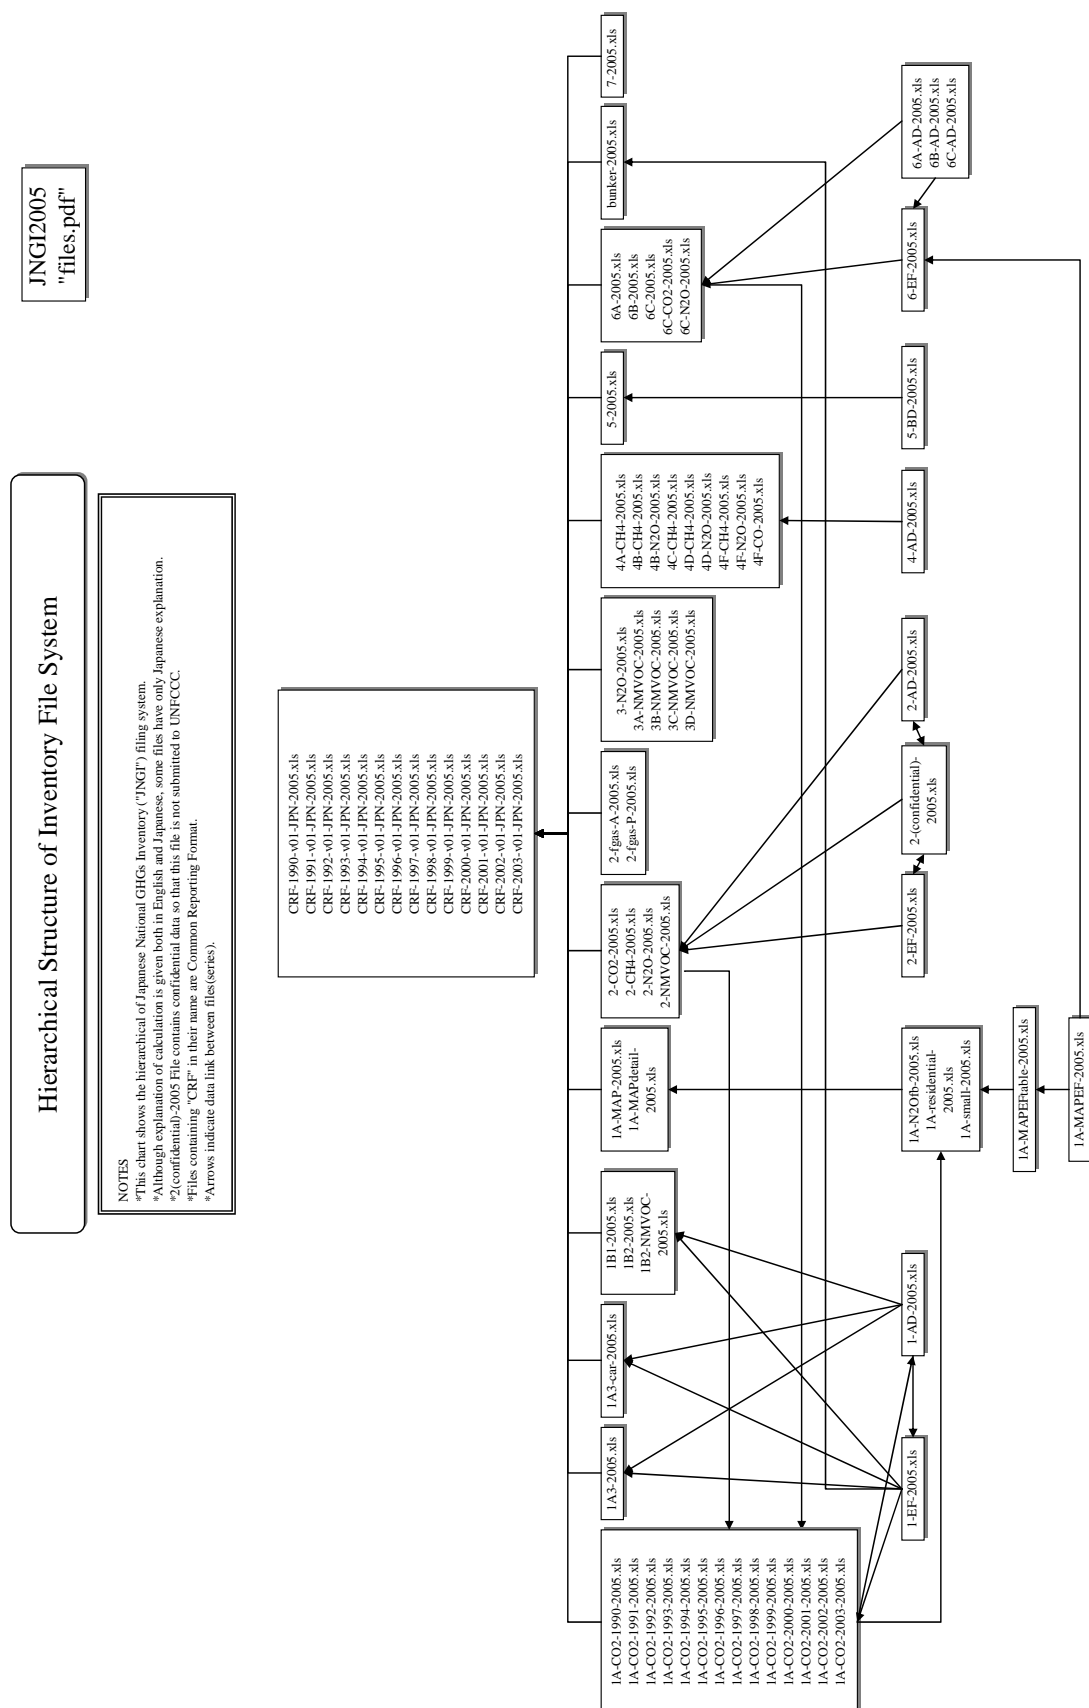 JNGI2005
"files.pdf"
Hierarchical Structure of Inventory File System
NOTES
*This chart shows the hierarchical of Japanese National GHGs Inventory ("JNGI") filing system.
*Although explanation of calculation is given both in English and Japanese, some files have only Japanese explanation.
*2(confidential)-2005 File contains confidential data so that this file is not submitted to UNFCCC.
*Files containing "CRF" in their name are Common Reporting Format.
*Arrows indicate data link between files(series).
CRF-1990-v01-JPN-2005.xls
CRF-1991-v01-JPN-2005.xls
CRF-1992-v01-JPN-2005.xls
CRF-1993-v01-JPN-2005.xls
CRF-1994-v01-JPN-2005.xls
CRF-1995-v01-JPN-2005.xls
CRF-1996-v01-JPN-2005.xls
CRF-1997-v01-JPN-2005.xls
CRF-1998-v01-JPN-2005.xls
CRF-1999-v01-JPN-2005.xls
CRF-2000-v01-JPN-2005.xls
CRF-2001-v01-JPN-2005.xls
CRF-2002-v01-JPN-2005.xls
CRF-2003-v01-JPN-2005.xls
1A-CO2-1990-2005.xls
1A-CO2-1991-2005.xls
1A-CO2-1992-2005.xls
1A-CO2-1993-2005.xls
1A-CO2-1994-2005.xls
1A-CO2-1995-2005.xls
1A-CO2-1996-2005.xls
1A-CO2-1997-2005.xls
1A-CO2-1998-2005.xls
1A-CO2-1999-2005.xls
1A-CO2-2000-2005.xls
1A-CO2-2001-2005.xls
1A-CO2-2002-2005.xls
1A-CO2-2003-2005.xls
1A3-2005.xls
1A3-car-2005.xls
1B1-2005.xls
1B2-2005.xls
1B2-NMVOC-
2005.xls
1A-MAP-2005.xls
1A-MAPdetail-
2005.xls
2-CO2-2005.xls
2-CH4-2005.xls
2-N2O-2005.xls
2-NMVOC-2005.xls
2-fgas-A-2005.xls
2-fgas-P-2005.xls
3-N2O-2005.xls
3A-NMVOC-2005.xls
3B-NMVOC-2005.xls
3C-NMVOC-2005.xls
3D-NMVOC-2005.xls
4A-CH4-2005.xls
4B-CH4-2005.xls
4B-N2O-2005.xls
4C-CH4-2005.xls
4D-CH4-2005.xls
4D-N2O-2005.xls
4F-CH4-2005.xls
4F-N2O-2005.xls
4F-CO-2005.xls
5-2005.xls
6A-2005.xls
6B-2005.xls
6C-2005.xls
6C-CO2-2005.xls
6C-N2O-2005.xls
bunker-2005.xls
7-2005.xls
1-EF-2005.xls
1-AD-2005.xls
1A-N2Ofb-2005.xls
1A-residential-
2005.xls
1A-small-2005.xls
2-EF-2005.xls
2-(confidential)-
2005.xls
2-AD-2005.xls
4-AD-2005.xls
5-BD-2005.xls
6-EF-2005.xls
6A-AD-2005.xls
6B-AD-2005.xls
6C-AD-2005.xls
1A-MAPEFtable-2005.xls
1A-MAPEF-2005.xls